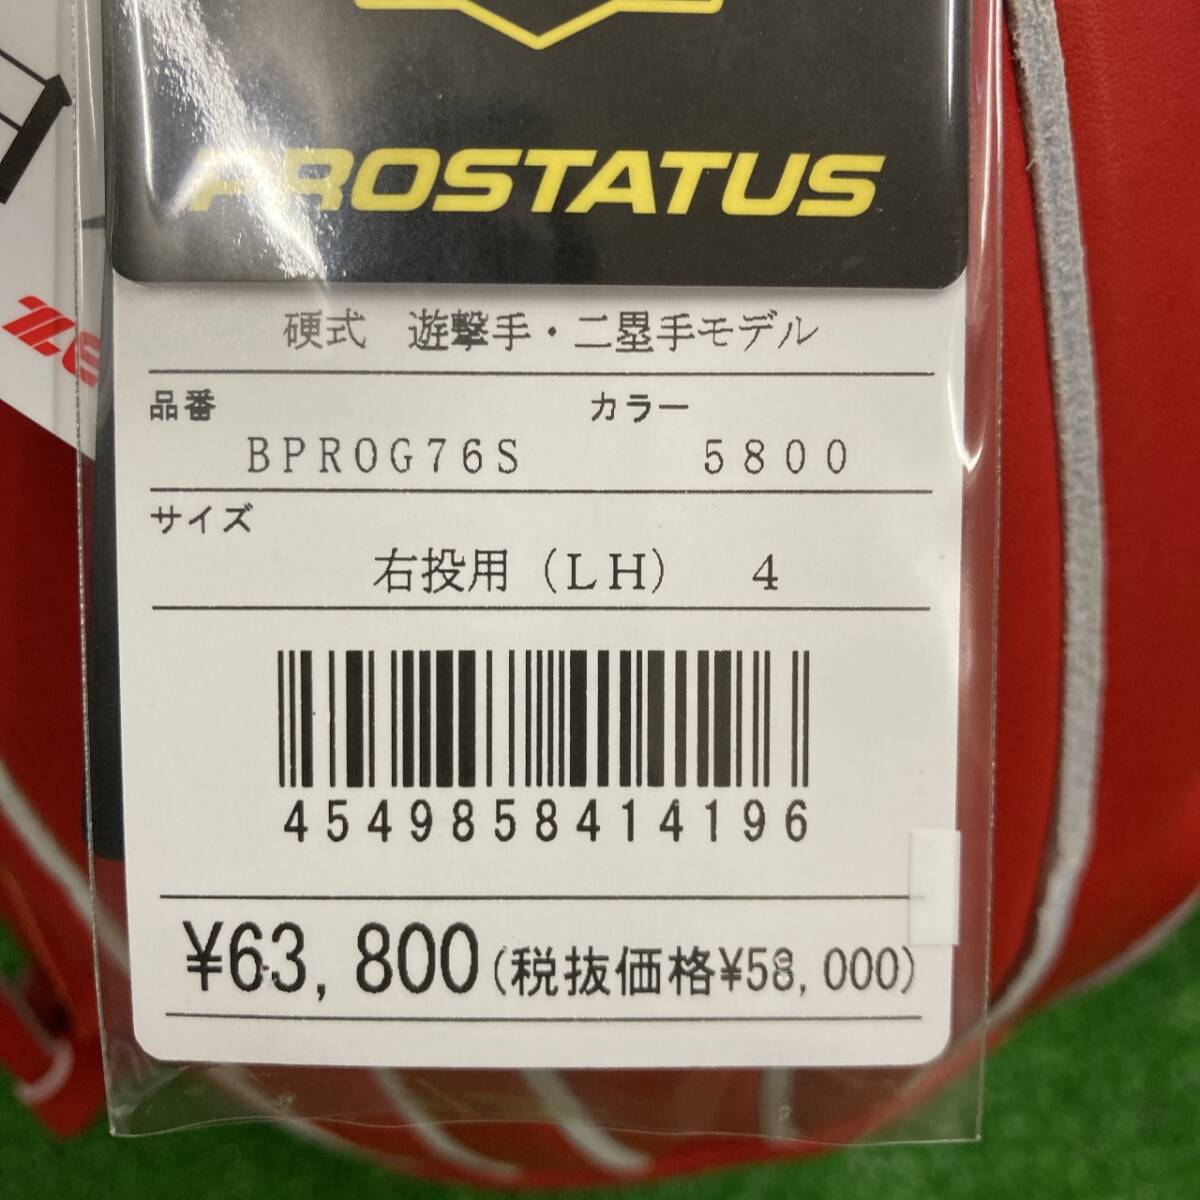 PROSTATUS
硬式　遊撃手・二塁手モデル
品番　カラー
BPROG76S　5800
サイズ
右投用（LH）　4
4549858414196
¥63,800(税抜価格¥58,000)